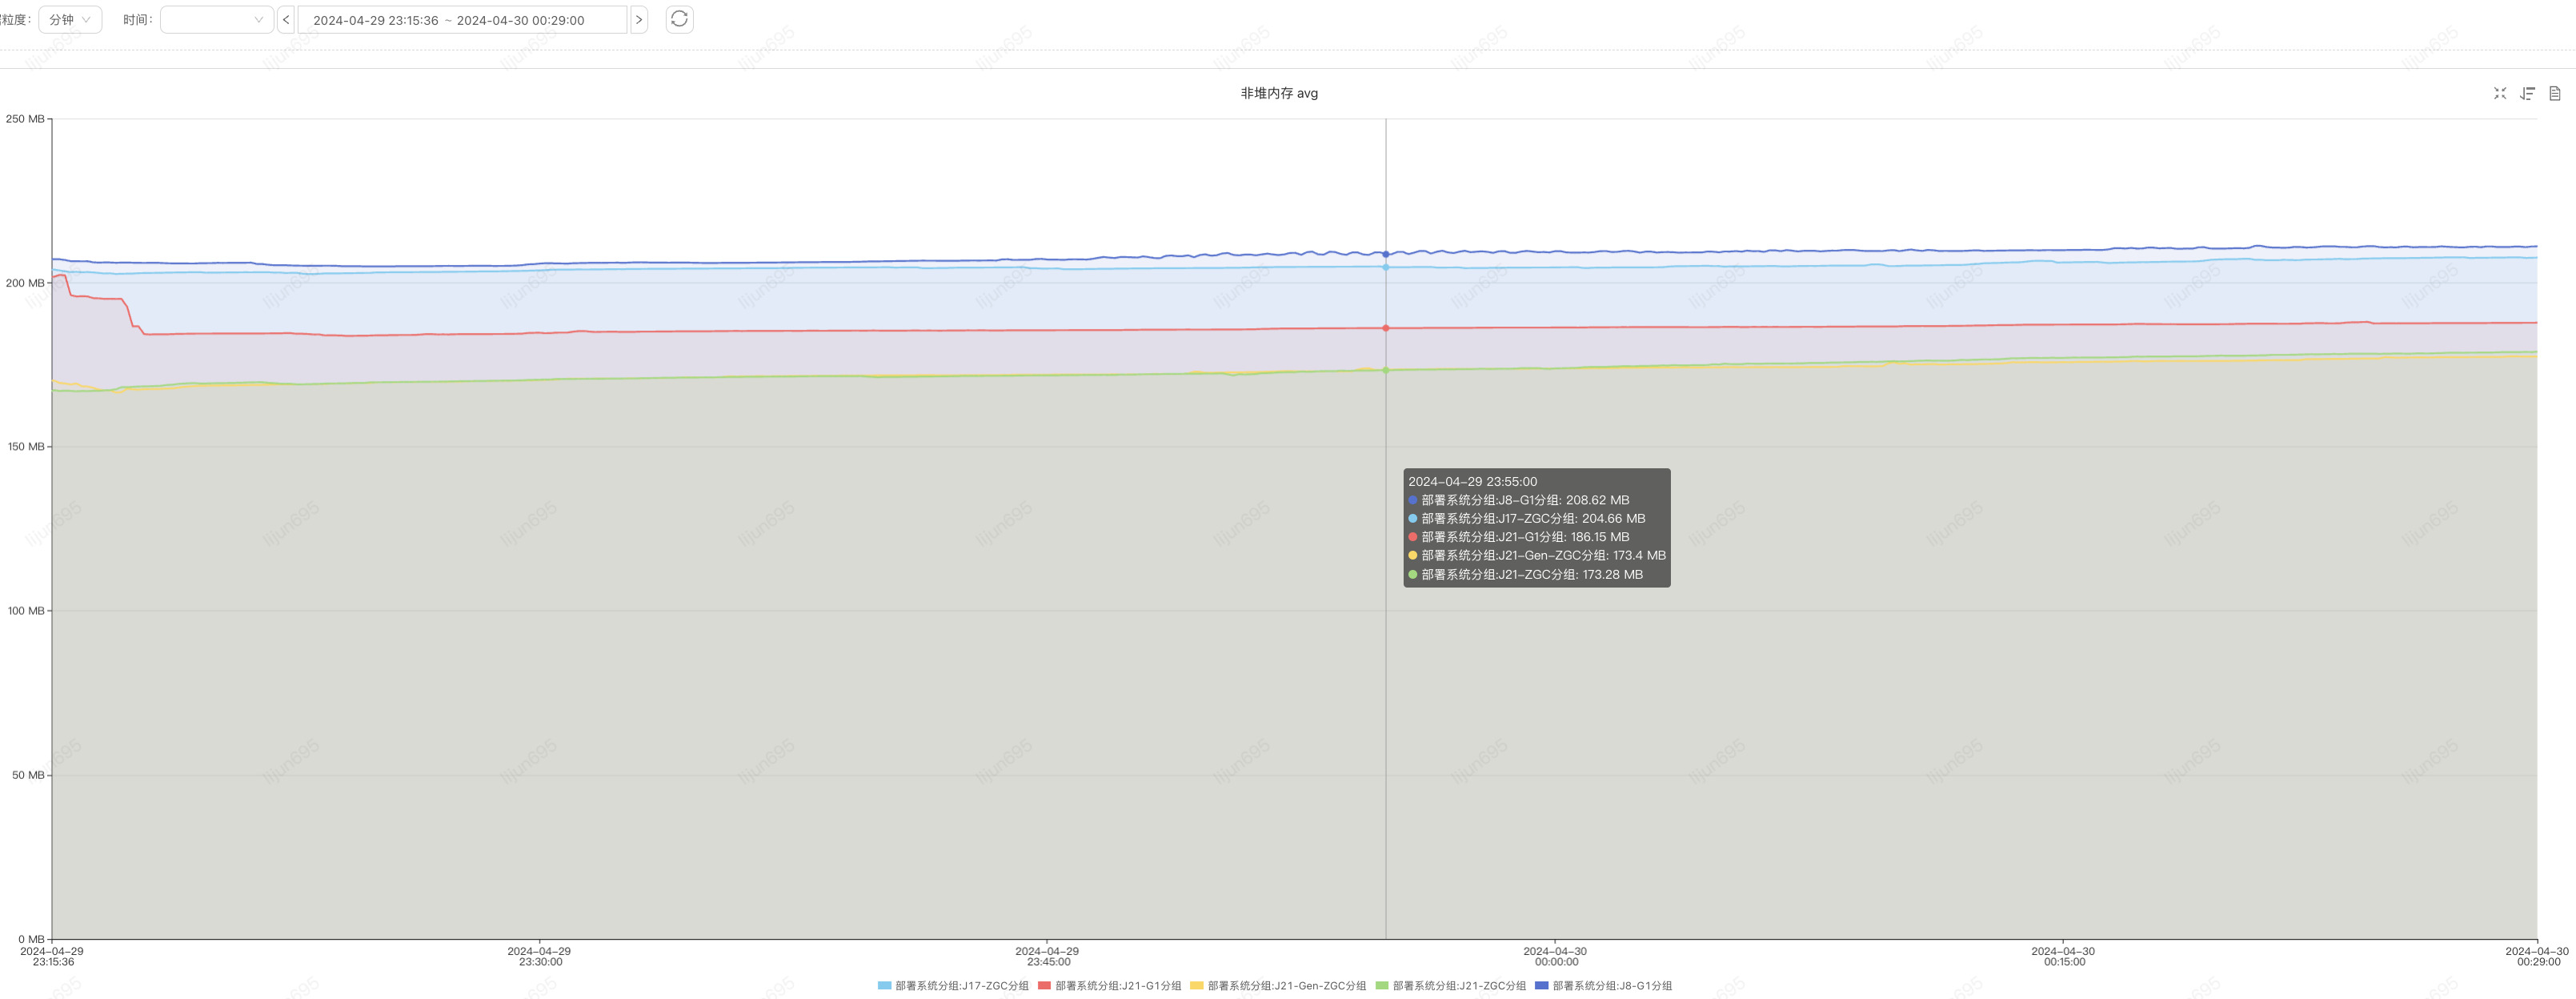 粒度: 分钟 时间: < 2024-04-29 23:15:36 ~ 2024-04-30 00:29:00 >
非堆内存 avg
250 MB
200 MB
150 MB
100 MB
50 MB
0 MB
2024-04-29 23:55:00
部署系统分组:J8-G1分组: 208.62 MB
部署系统分组:J17-ZGC分组: 204.66 MB
部署系统分组:J21-G1分组: 186.15 MB
部署系统分组:J21-Gen-ZGC分组: 173.4 MB
部署系统分组:J21-ZGC分组: 173.28 MB
2024-04-29
23:15:36
2024-04-29
23:30:00
2024-04-29
23:45:00
2024-04-30
00:00:00
2024-04-30
00:15:00
2024-04-30
00:29:00
部署系统分组:J17-ZGC分组 部署系统分组:J21-G1分组 部署系统分组:J21-Gen-ZGC分组 部署系统分组:J21-ZGC分组 部署系统分组:J8-G1分组